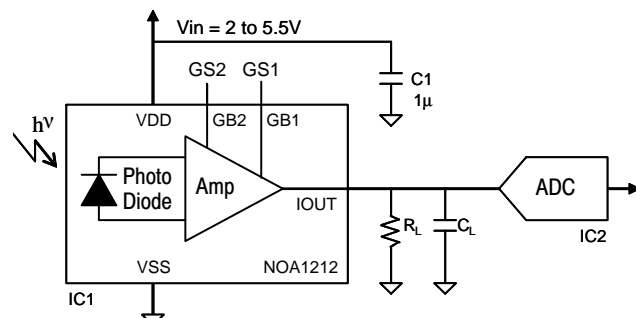 Vin = 2 to 5.5V
GS2 GS1
C1
1µ
hν
VDD
GB2 GB1
Photo
Diode
Amp
IOUT
ADC
RL
CL
IC2
VSS
NOA1212
IC1